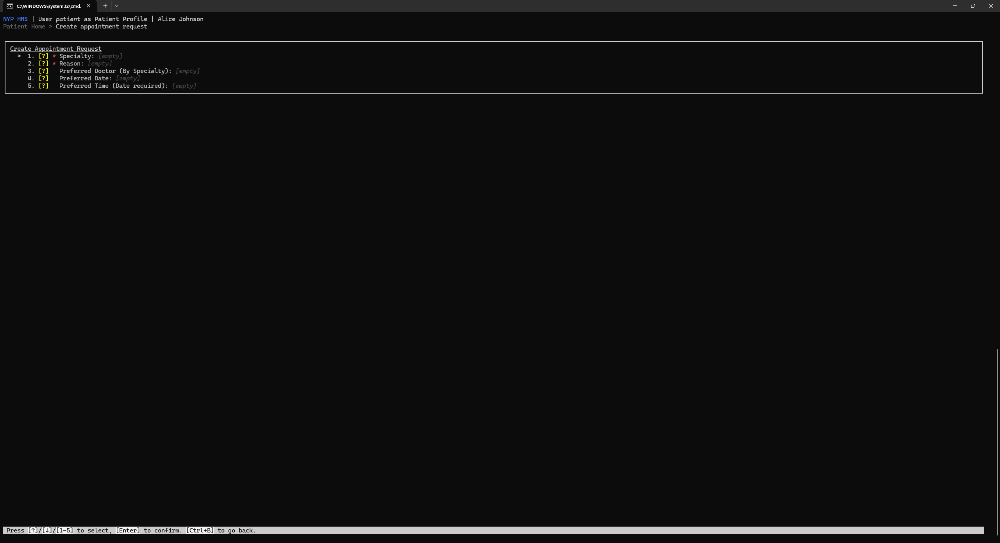 C:\WINDOWS\system32\cmd.
NYP HMS | User patient as Patient Profile | Alice Johnson
Patient Home > Create appointment request
Create Appointment Request
> 1. [?] * Specialty: [empty]
2. [?] * Reason: [empty]
3. [?] Preferred Doctor (By Specialty): [empty]
4. [?] Preferred Date: [empty]
5. [?] Preferred Time (Date required): [empty]
Press [↑]/[↓]/[1-5] to select, [Enter] to confirm. [Ctrl+B] to go back.